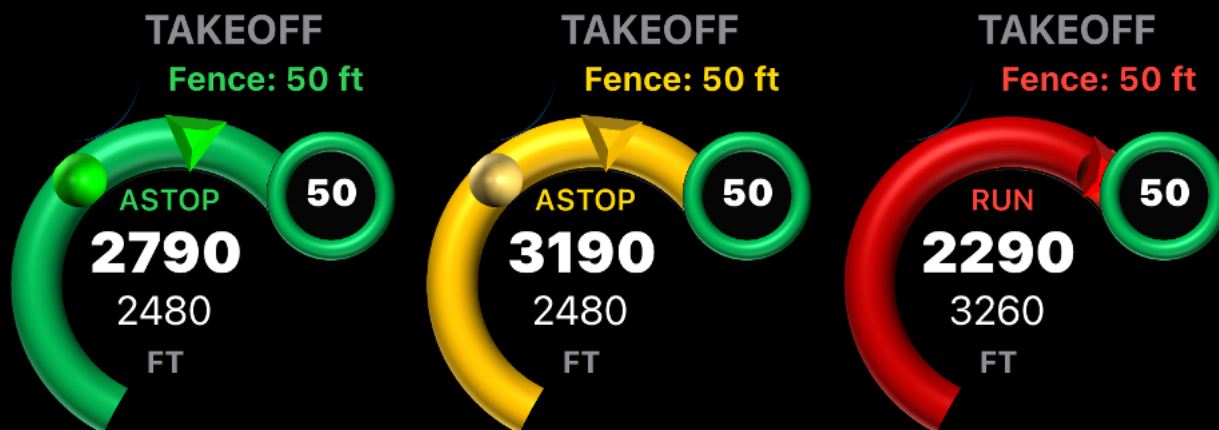 TAKEOFF
Fence: 50 ft
50
ASTOP
2790
2480
FT
TAKEOFF
Fence: 50 ft
50
ASTOP
3190
2480
FT
TAKEOFF
Fence: 50 ft
50
RUN
2290
3260
FT